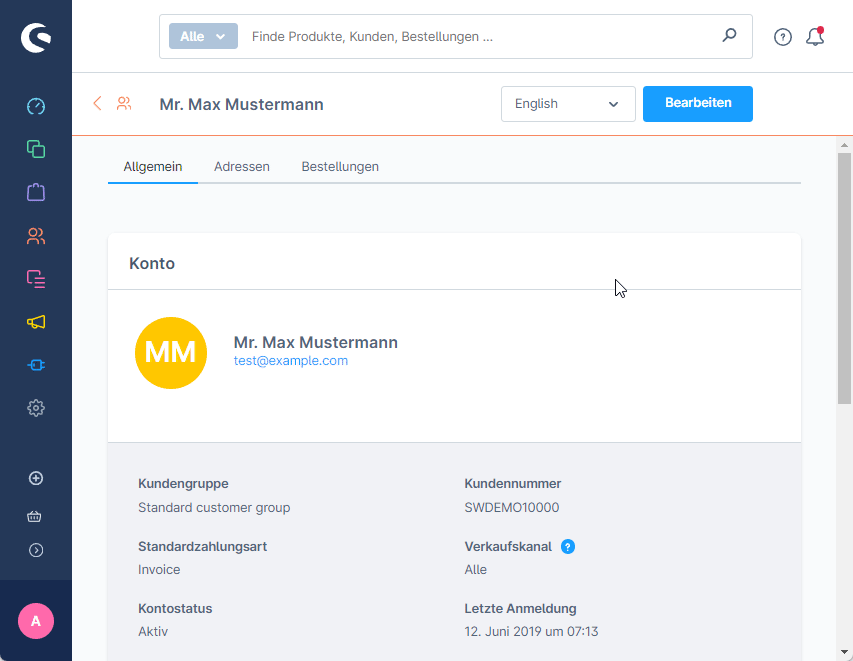 Alle
Finde Produkte, Kunden, Bestellungen ...
?
Mr. Max Mustermann
English
Bearbeiten
Allgemein
Adressen
Bestellungen
Konto
MM
Mr. Max Mustermann
test@example.com
Kundengruppe
Standard customer group
Kundennummer
SWDEMO10000
Standardzahlungsart
Invoice
Verkaufskanal ?
Alle
Kontostatus
Aktiv
Letzte Anmeldung
12. Juni 2019 um 07:13
A